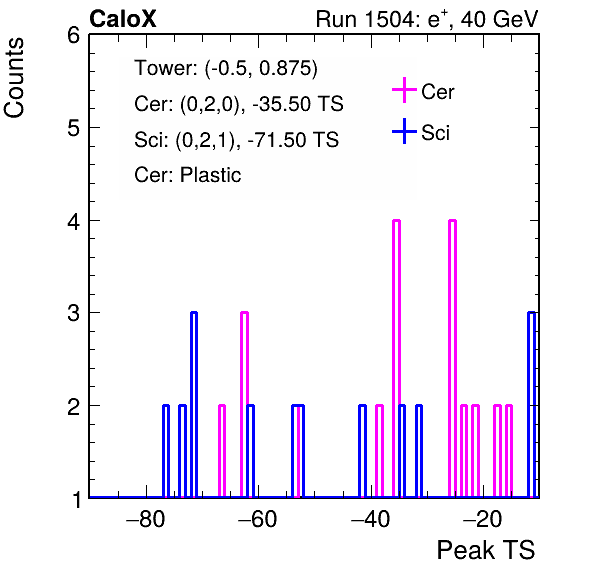 CaloX Run 1504: e⁺, 40 GeV
Counts
6
5
4
3
2
1
Tower: (-0.5, 0.875)
Cer: (0,2,0), -35.50 TS
Sci: (0,2,1), -71.50 TS
Cer: Plastic
Cer
Sci
−80 −60 −40 −20
Peak TS